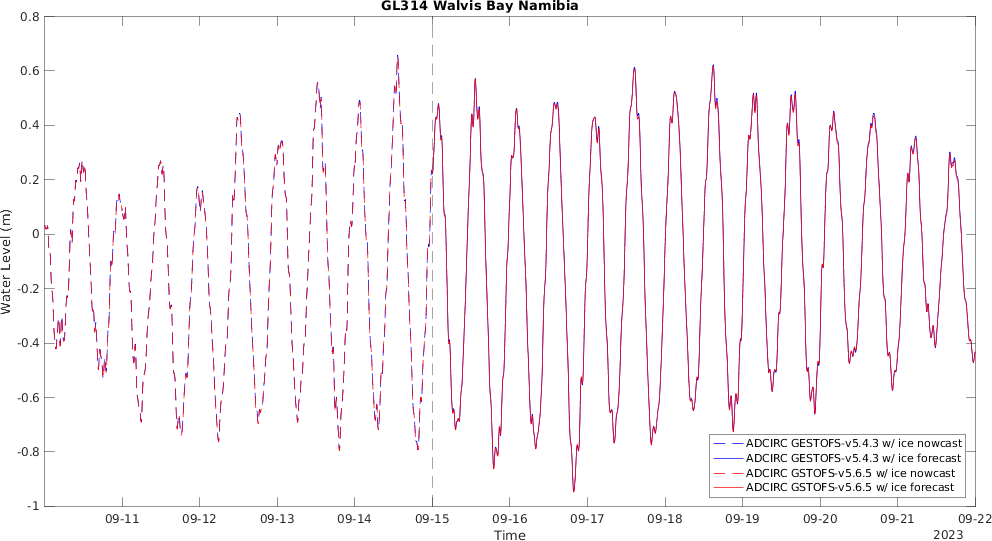 GL314 Walvis Bay Namibia
0.8
0.6
0.4
0.2
0
-0.2
-0.4
-0.6
-0.8
-1
Water Level (m)
ADCIRC GESTOFS-v5.4.3 w/ ice nowcast
ADCIRC GESTOFS-v5.4.3 w/ ice forecast
ADCIRC GSTOFS-v5.6.5 w/ ice nowcast
ADCIRC GSTOFS-v5.6.5 w/ ice forecast
09-11 09-12 09-13 09-14 09-15 09-16 09-17 09-18 09-19 09-20 09-21 09-22
Time 2023